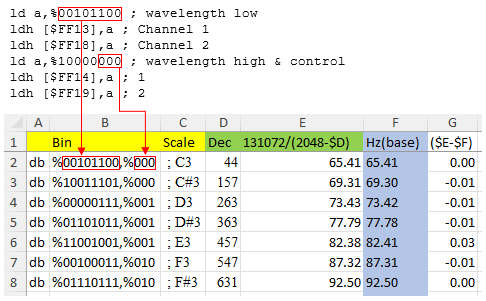 ld a,%00101100 ; wavelength low
ldh [$FF13],a ; Channel 1
ldh [$FF18],a ; Channel 2
ld a,%10000000 ; wavelength high & control
ldh [$FF14],a ; 1
ldh [$FF19],a ; 2
A B C D E F G
1 Bin Scale Dec 131072/(2048-$D) Hz(base) ($E-$F)
2 db %00101100,%000 ; C3 44 65.41 65.41 0.00
3 db %10011101,%000 ; C#3 157 69.31 69.30 -0.01
4 db %00000111,%001 ; D3 263 73.43 73.42 -0.01
5 db %01101011,%001 ; D#3 363 77.79 77.78 -0.01
6 db %11001001,%001 ; E3 457 82.38 82.41 0.03
7 db %00100011,%010 ; F3 547 87.32 87.31 -0.01
8 db %01110111,%010 ; F#3 631 92.50 92.50 0.00